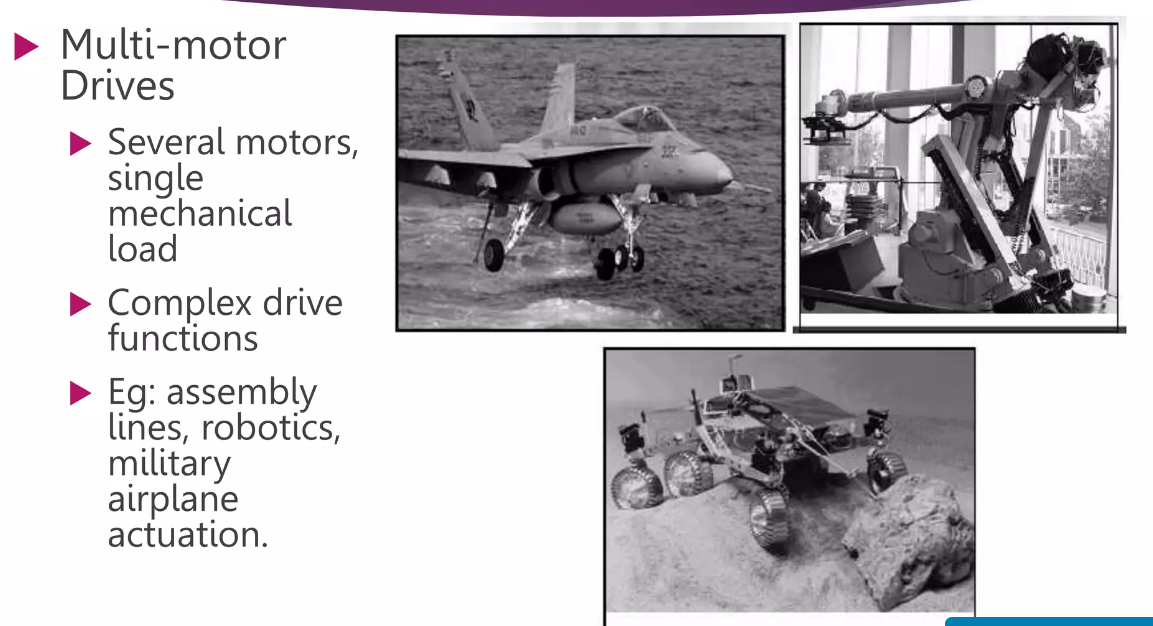 Multi-motor
Drives
Several motors,
single
mechanical
load
Complex drive
functions
Eg: assembly
lines, robotics,
military
airplane
actuation.